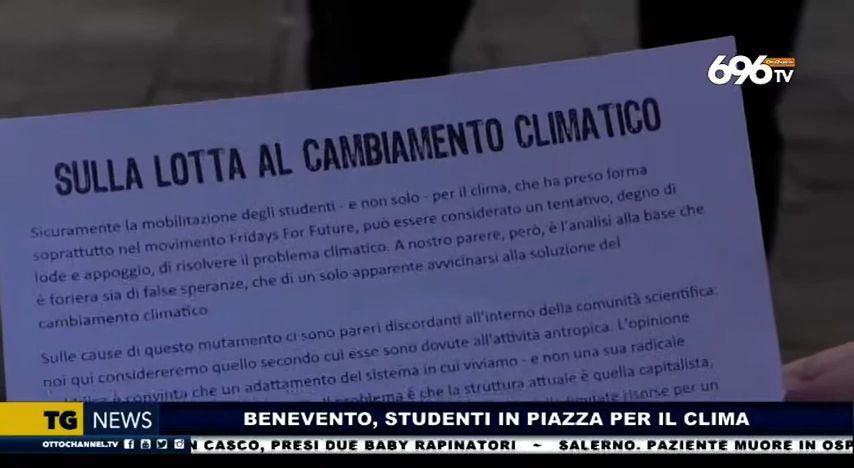 696
OttoChannel
TV
SULLA LOTTA AL CAMBIAMENTO CLIMATICO
Sicuramente la mobilitazione degli studenti - e non solo - per il clima, che ha preso forma
soprattutto nel movimento Fridays For Future, può essere considerato un tentativo, degno di
lode e appoggio, di risolvere il problema climatico. A nostro parere, però, è l'analisi alla base che
è foriera sia di false speranze, che di un solo apparente avvicinarsi alla soluzione del
cambiamento climatico
Sulle cause di questo mutamento ci sono pareri discordanti all'interno della comunità scientifica:
noi qui considereremo quello secondo cui esse sono dovute all'attività antropica. L'opinione
è convinta che un adattamento del sistema in cui viviamo - e non una sua radicale
problema è che la struttura attuale è quella capitalista,
risorse per un
TG NEWS
BENEVENTO, STUDENTI IN PIAZZA PER IL CLIMA
OTTOCHANNEL.TV
N CASCO, PRESI DUE BABY RAPINATORI ~ SALERNO. PAZIENTE MUORE IN OSP